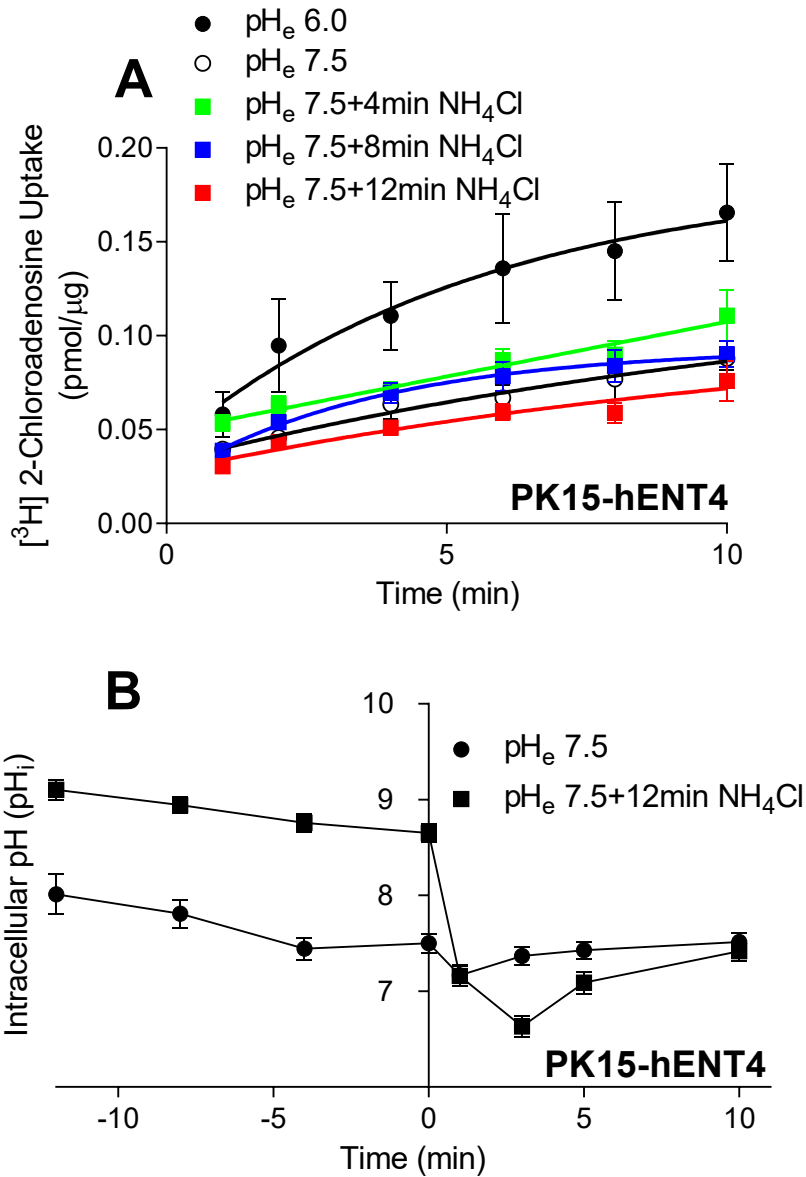 pHe 6.0
pHe 7.5
pHe 7.5+4min NH4Cl
pHe 7.5+8min NH4Cl
pHe 7.5+12min NH4Cl
A
[³H] 2-Chloroadenosine Uptake
(pmol/µg)
0.20
0.15
0.10
0.05
0.00
PK15-hENT4
0 5 10
Time (min)
B
10
9
8
7
pHe 7.5
pHe 7.5+12min NH4Cl
Intracellular pH (pHi)
PK15-hENT4
-10 -5 0 5 10
Time (min)